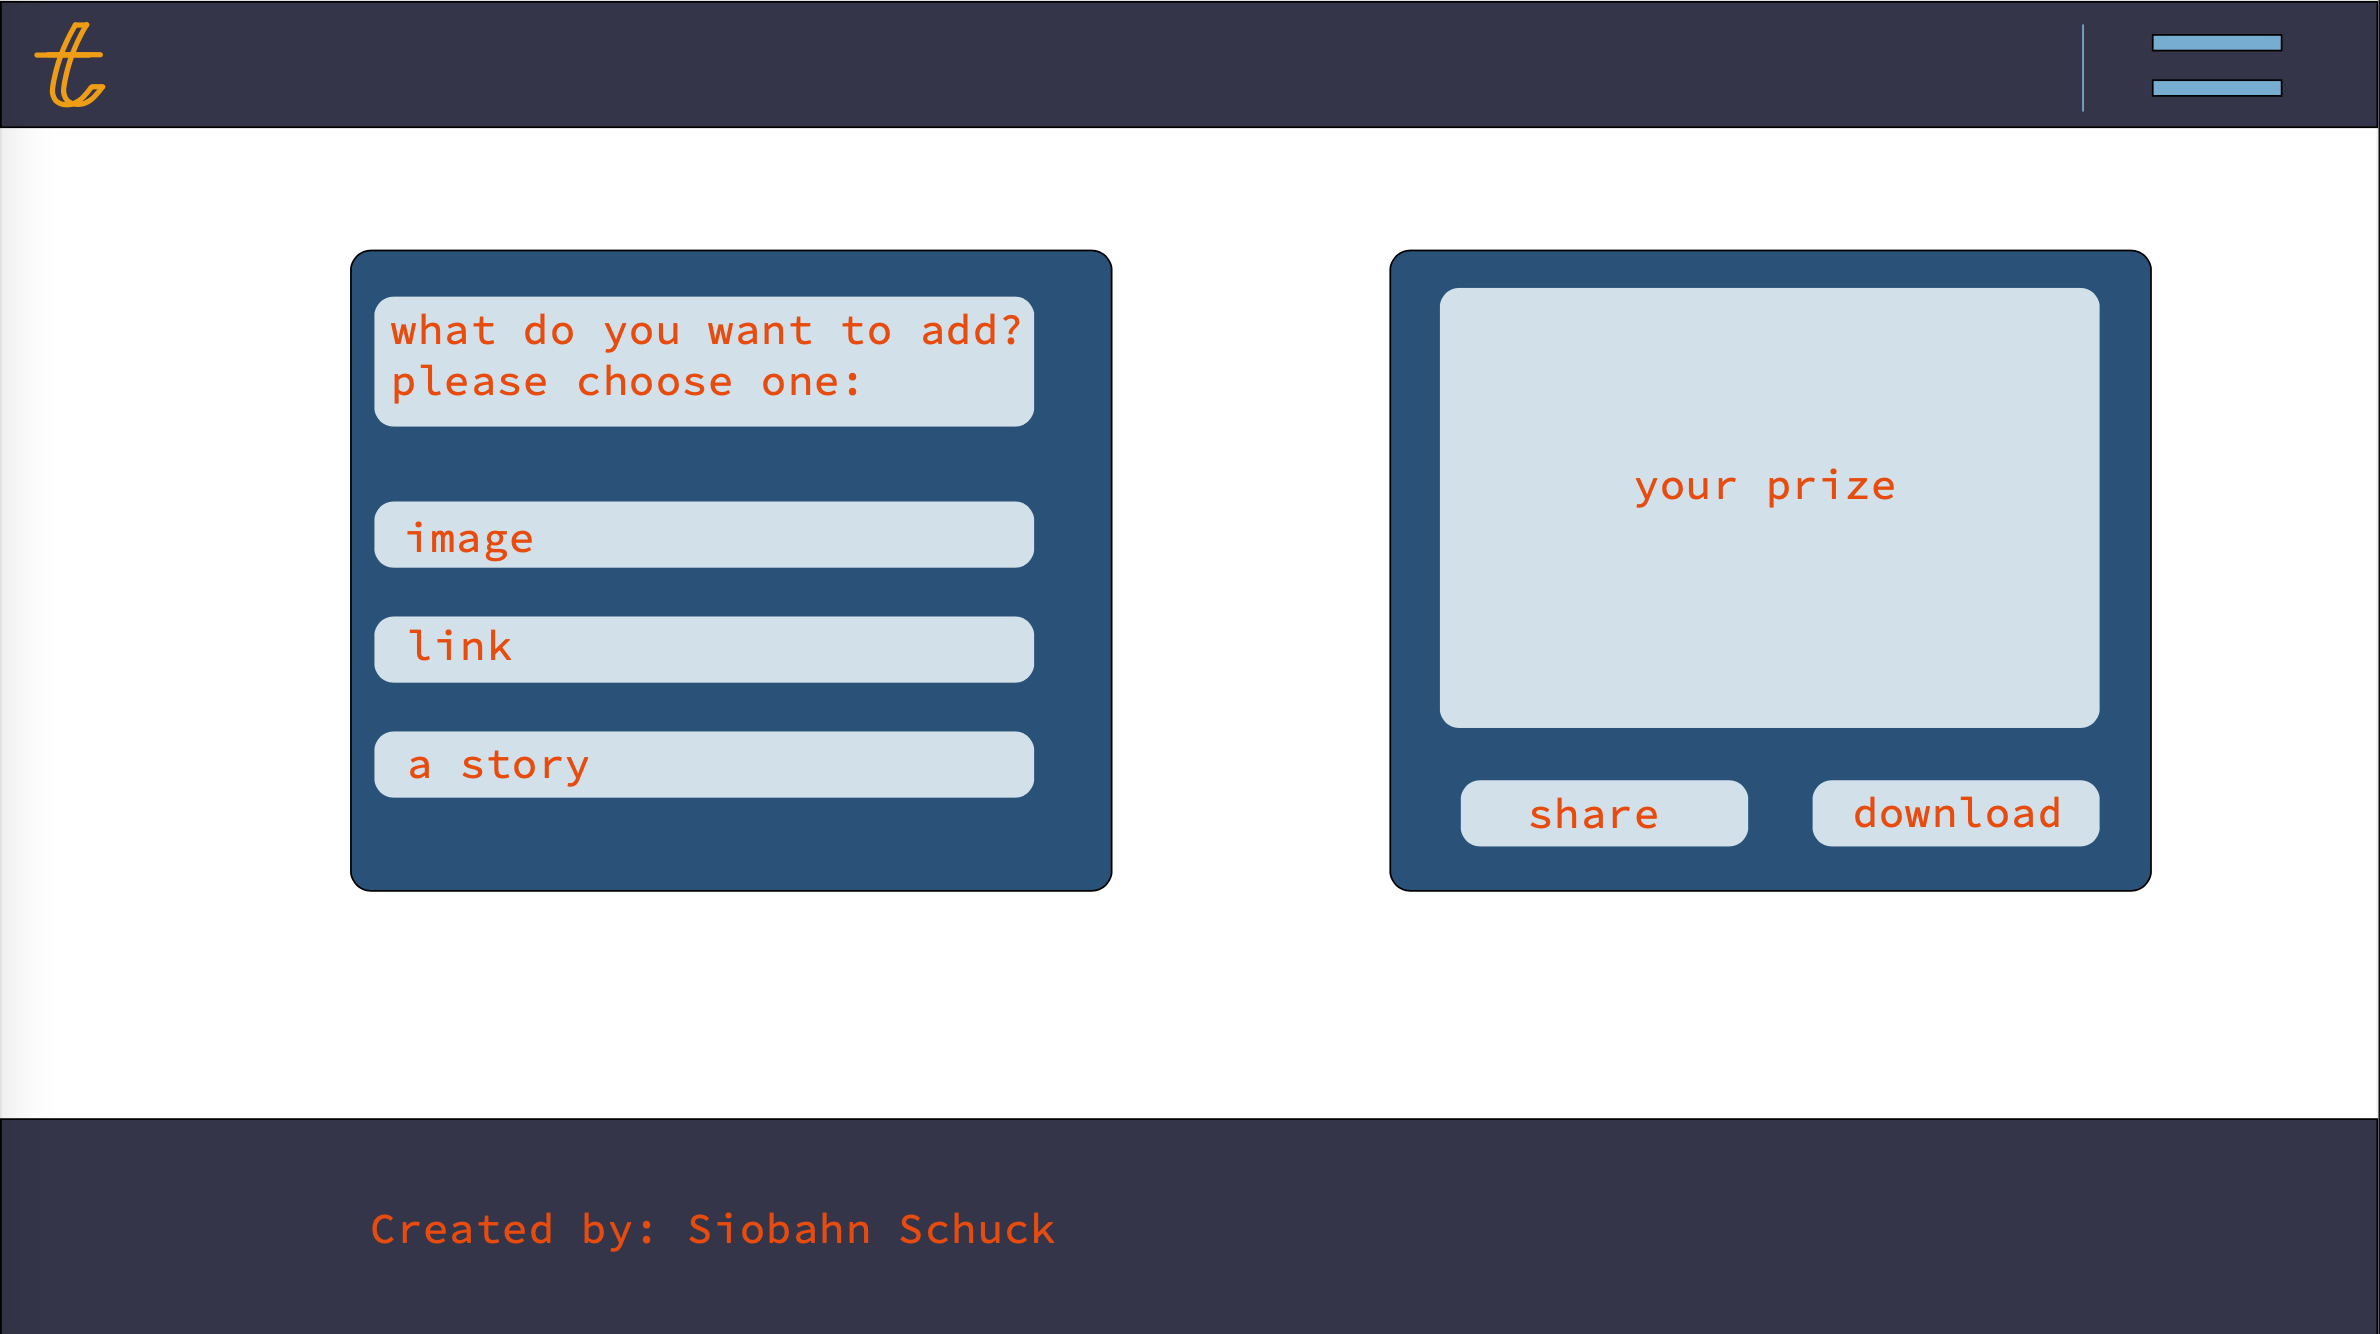 t
what do you want to add?
please choose one:
image
link
a story
your prize
share
download
Created by: Siobahn Schuck